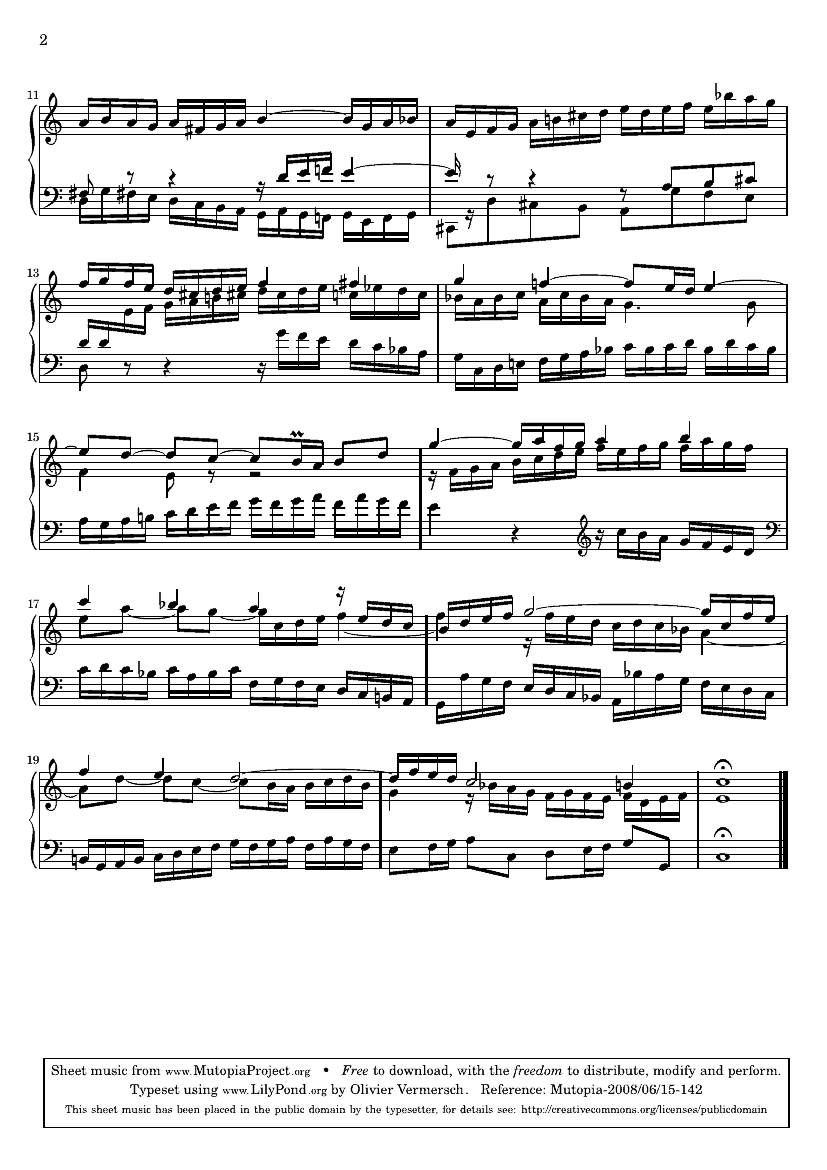 2
11
13
15
17
19
Sheet music from www.MutopiaProject.org • Free to download, with the freedom to distribute, modify and perform.
Typeset using www.LilyPond.org by Olivier Vermersch. Reference: Mutopia-2008/06/15-142
This sheet music has been placed in the public domain by the typesetter, for details see: http://creativecommons.org/licenses/publicdomain